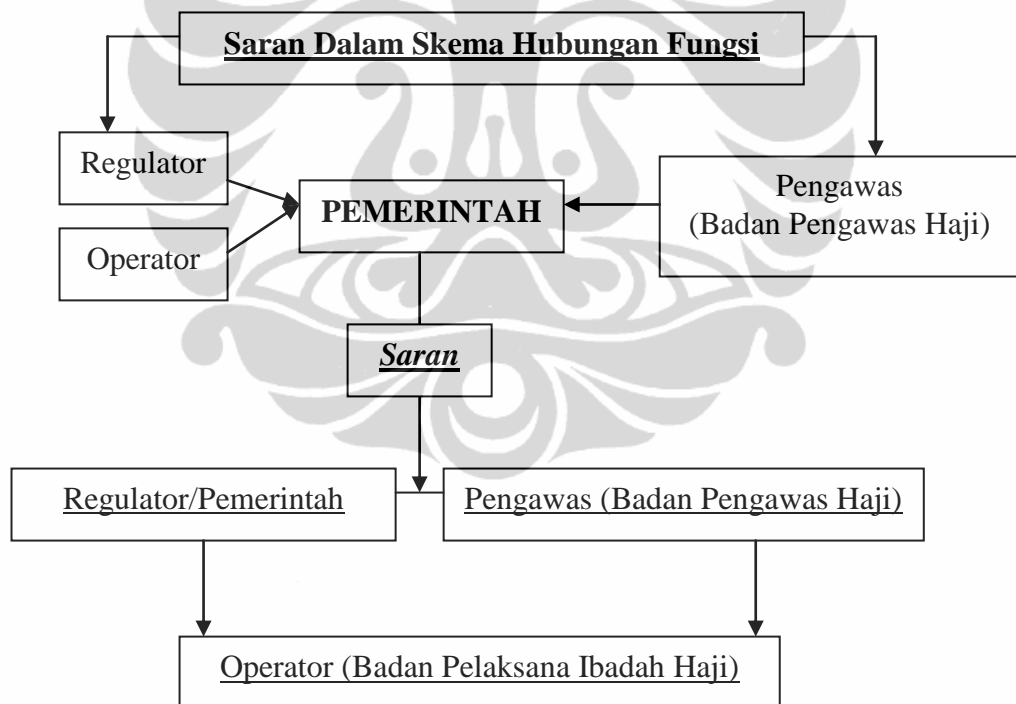 Saran Dalam Skema Hubungan Fungsi
Regulator
Operator
PEMERINTAH
Pengawas
(Badan Pengawas Haji)
Saran
Regulator/Pemerintah
Pengawas (Badan Pengawas Haji)
Operator (Badan Pelaksana Ibadah Haji)